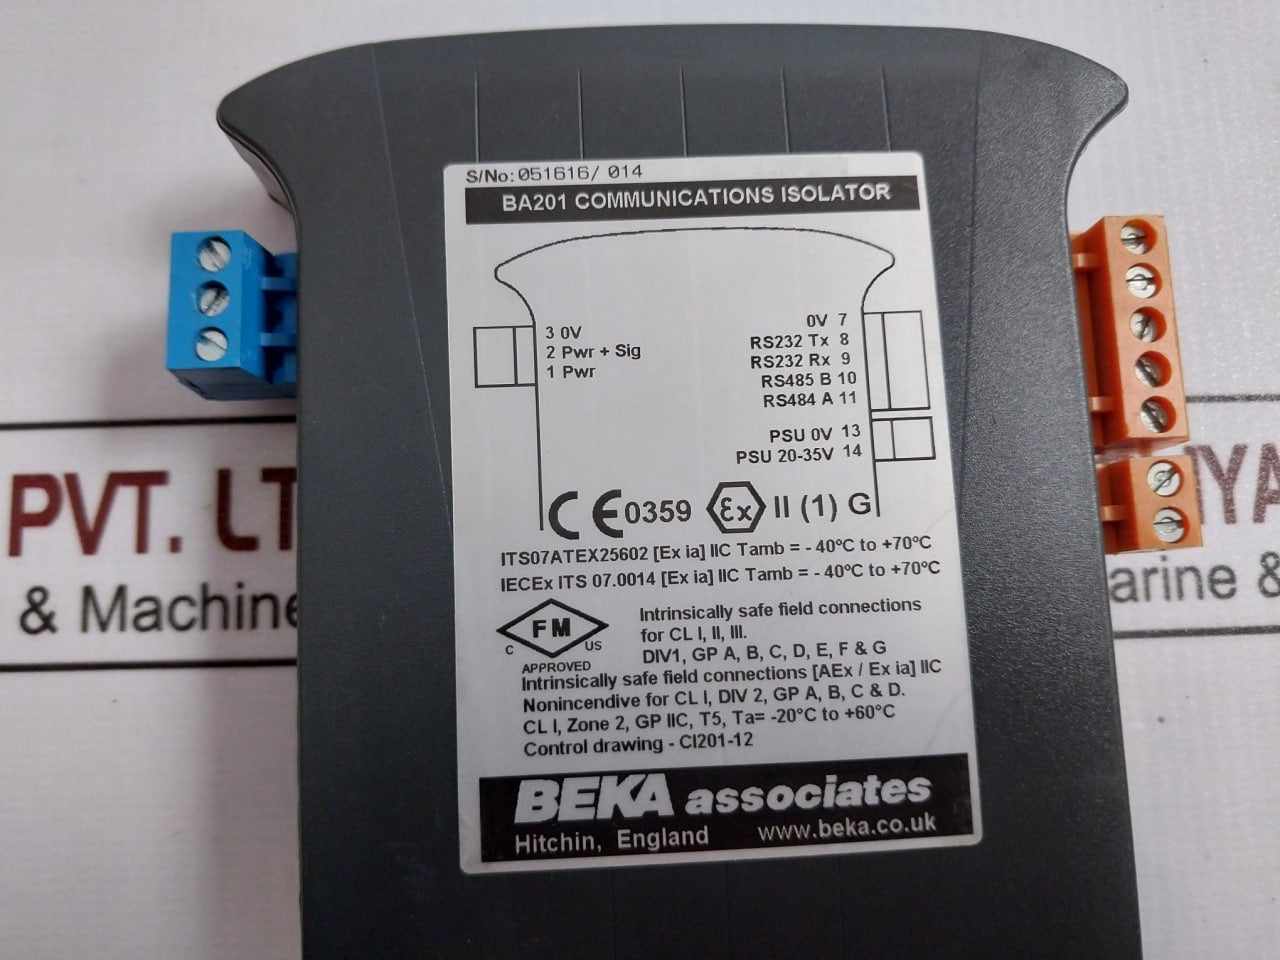 S/No: 051616/ 014
BA201 COMMUNICATIONS ISOLATOR
3 0V
2 Pwr + Sig
1 Pwr
0V 7
RS232 Tx 8
RS232 Rx 9
RS485 B 10
RS484 A 11
PSU 0V 13
PSU 20-35V 14
CE 0359 Ex II (1) G
ITS07ATEX25602 [Ex ia] IIC Tamb = - 40°C to +70°C
IECEx ITS 07.0014 [Ex ia] IIC Tamb = - 40°C to +70°C
FM
C US
APPROVED
Intrinsically safe field connections
for CL I, II, III.
DIV1, GP A, B, C, D, E, F & G
Intrinsically safe field connections [AEx / Ex ia] IIC
Nonincendive for CL I, DIV 2, GP A, B, C & D.
CL I, Zone 2, GP IIC, T5, Ta= -20°C to +60°C
Control drawing - CI201-12
BEKA associates
Hitchin, England www.beka.co.uk
PVT.
& Machine
&